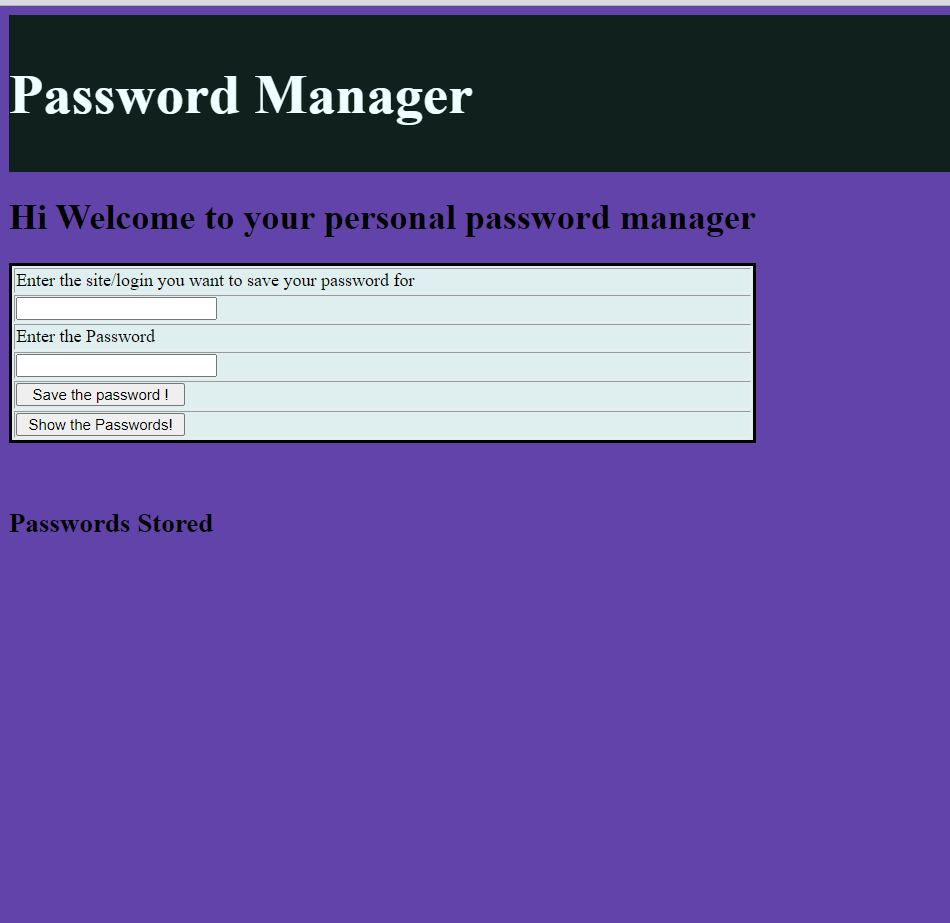 Password Manager
Hi Welcome to your personal password manager
Enter the site/login you want to save your password for
Enter the Password
Save the password !
Show the Passwords!
Passwords Stored